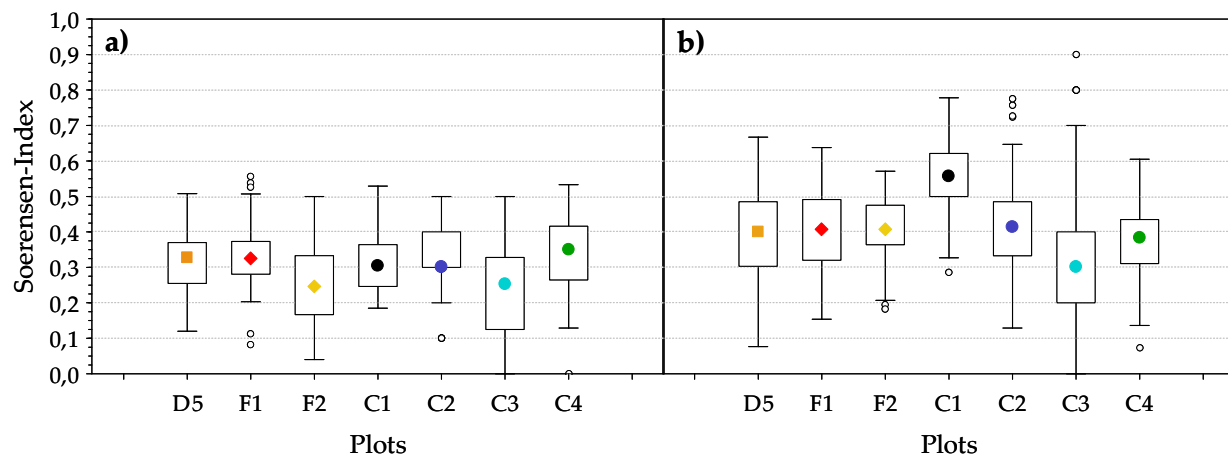 a)
b)
Soerensen-Index
1,0
0,9
0,8
0,7
0,6
0,5
0,4
0,3
0,2
0,1
0,0
D5 F1 F2 C1 C2 C3 C4
D5 F1 F2 C1 C2 C3 C4
Plots
Plots